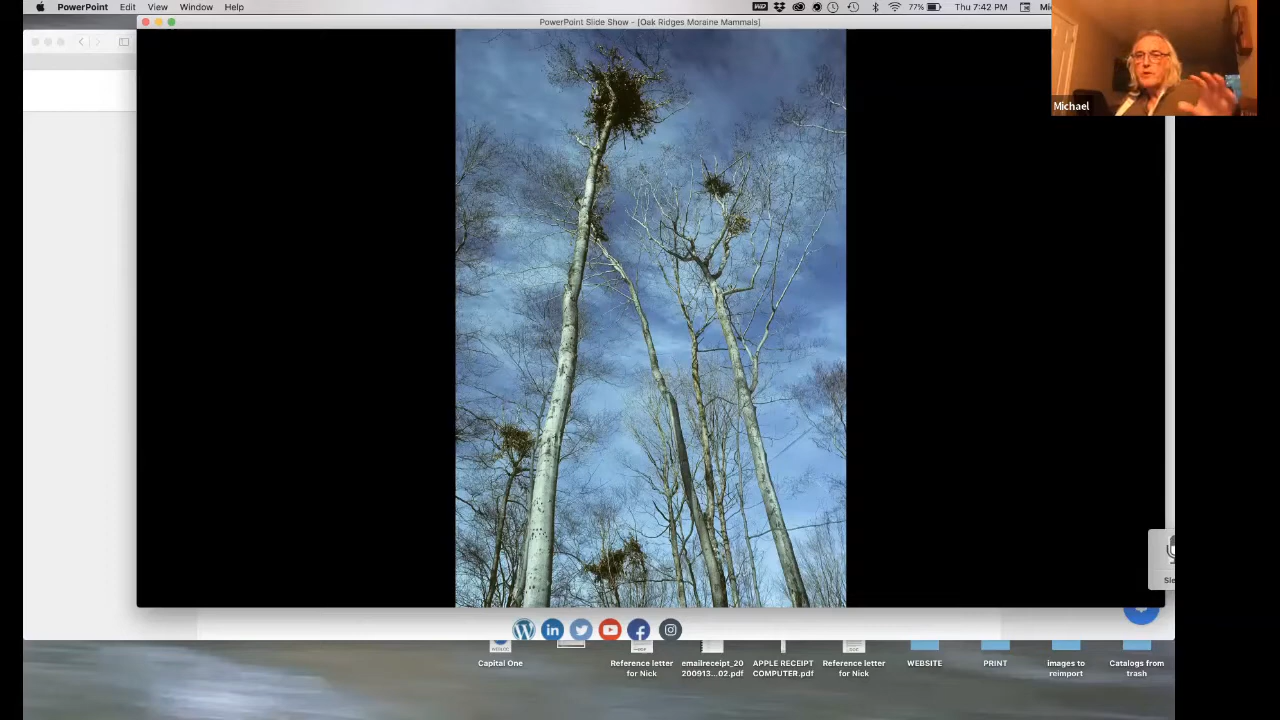 PowerPoint Edit View Window Help
77% Thu 7:42 PM
PowerPoint Slide Show - [Oak Ridges Moraine Mammals]
Michael
Capital One
Reference letter
for Nick
emailreceipt_20
200913...02.pdf
APPLE RECEIPT
COMPUTER.pdf
Reference letter
for Nick
WEBSITE
PRINT
images to
reimport
Catalogs from
trash